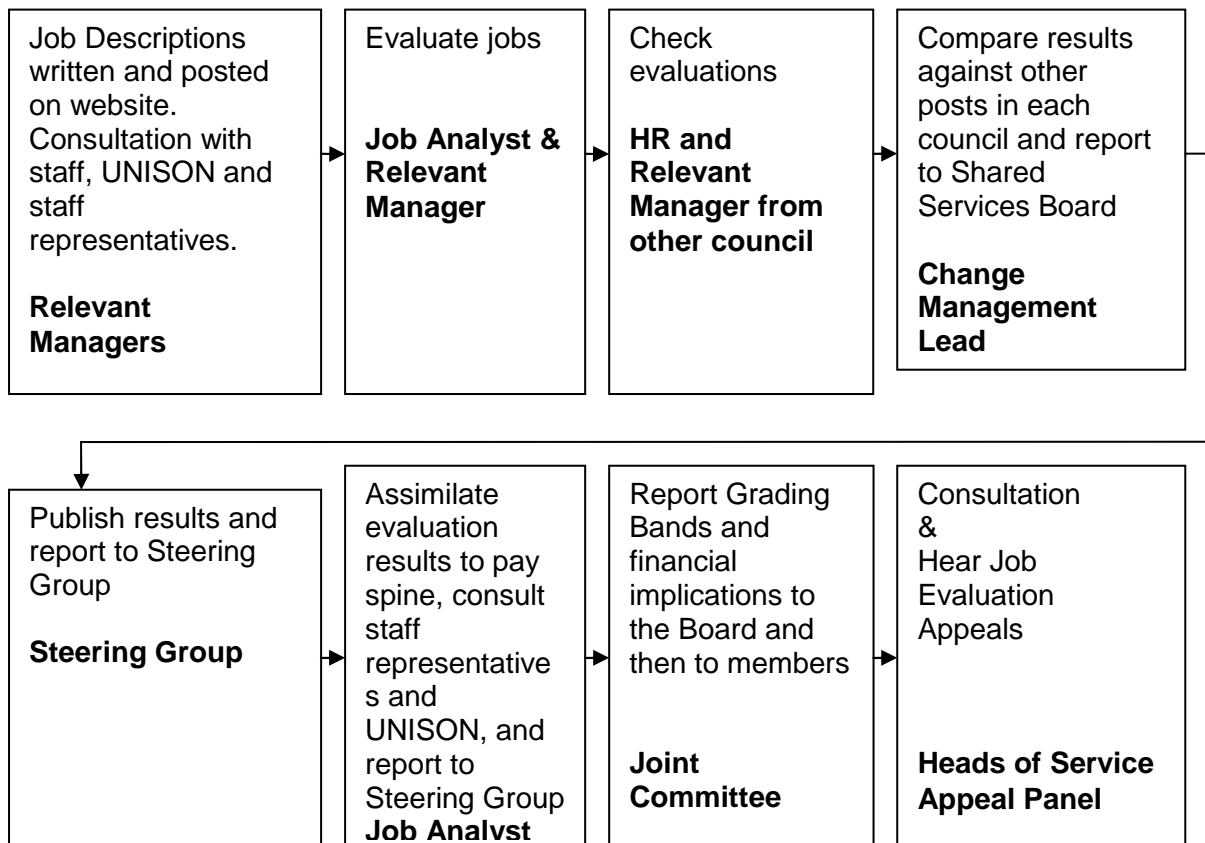 Job Descriptions
written and posted
on website.
Consultation with
staff, UNISON and
staff
representatives.
Relevant
Managers
Evaluate jobs
Job Analyst &
Relevant
Manager
Check
evaluations
HR and
Relevant
Manager from
other council
Compare results
against other
posts in each
council and report
to Shared
Services Board
Change
Management
Lead
Publish results and
report to Steering
Group
Steering Group
Assimilate
evaluation
results to pay
spine, consult
staff
representative
s and
UNISON, and
report to
Steering Group
Job Analyst
Report Grading
Bands and
financial
implications to
the Board and
then to members
Joint
Committee
Consultation
&
Hear Job
Evaluation
Appeals
Heads of Service
Appeal Panel